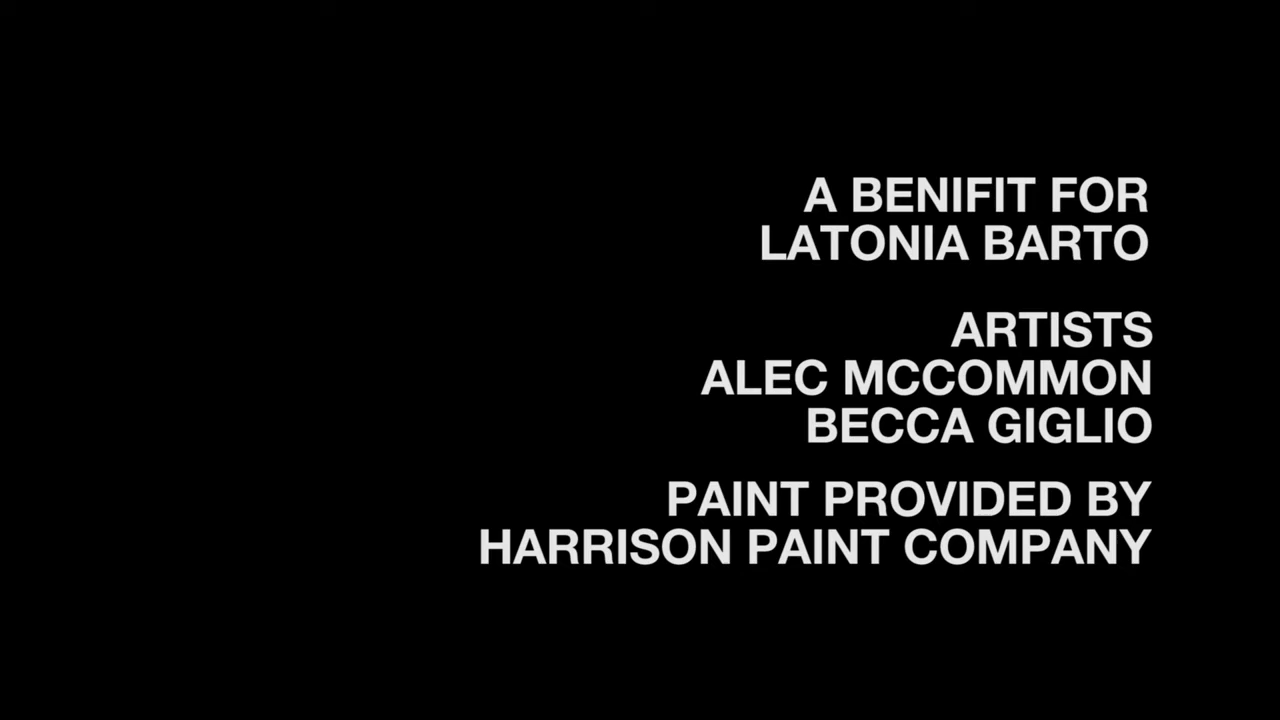 A BENIFIT FOR
LATONIA BARTO
ARTISTS
ALEC MCCOMMON
BECCA GIGLIO
PAINT PROVIDED BY
HARRISON PAINT COMPANY